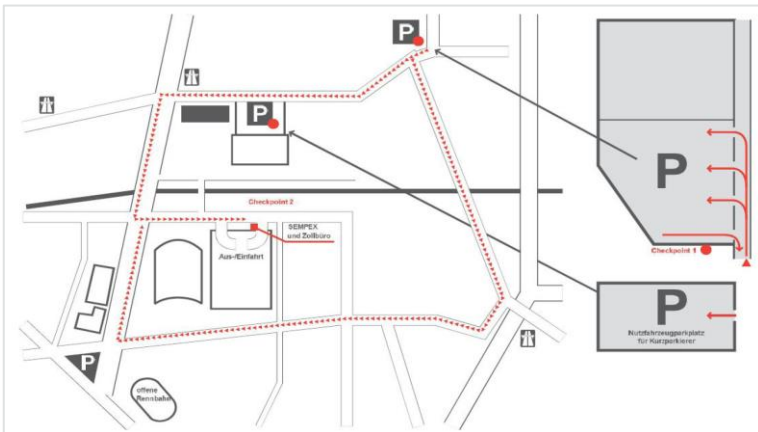 P
P
P
Checkpoint 1
P
Nutzfahrzeugparkplatz
für Kurzparkierer
Checkpoint 2
SEMPEX
und Zollbüro
Aus-/Einfahrt
P
offene
Rennbahn